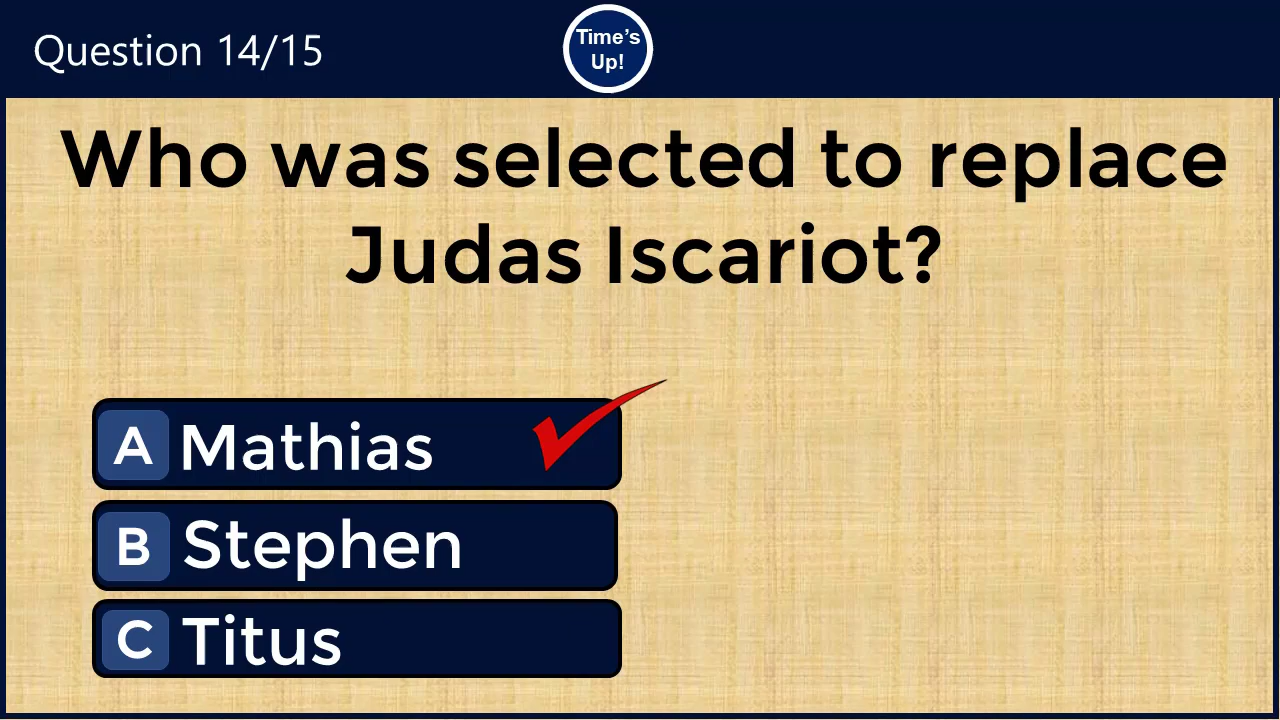 Question 14/15
Time's
Up!
Who was selected to replace
Judas Iscariot?
A Mathias
B Stephen
C Titus